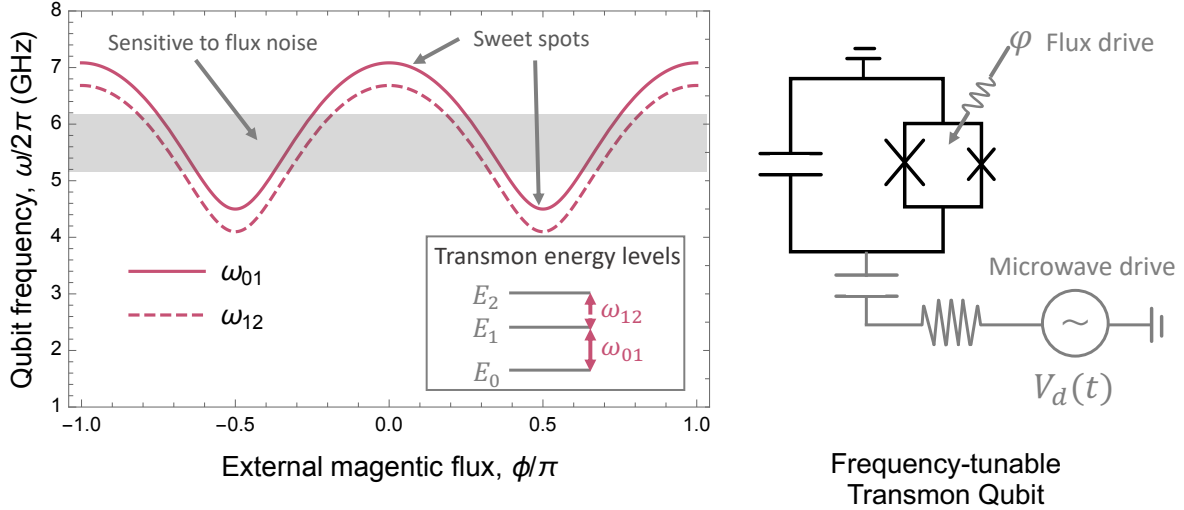 Qubit frequency, ω/2π (GHz)
8
7
6
5
4
3
2
1
Sensitive to flux noise
Sweet spots
ω01
ω12
Transmon energy levels
E2
E1
E0
ω12
ω01
−1.0
−0.5
0.0
0.5
1.0
External magentic flux, ϕ/π
φ Flux drive
Microwave drive
~
Vd(t)
Frequency-tunable
Transmon Qubit